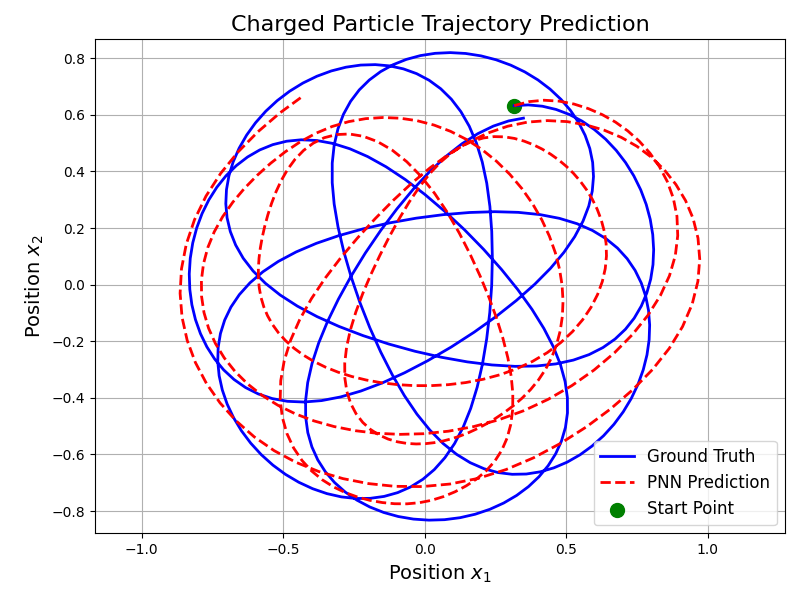 Charged Particle Trajectory Prediction
Position x₂
0.8
0.6
0.4
0.2
0.0
−0.2
−0.4
−0.6
−0.8
Ground Truth
PNN Prediction
Start Point
−1.0 −0.5 0.0 0.5 1.0
Position x₁